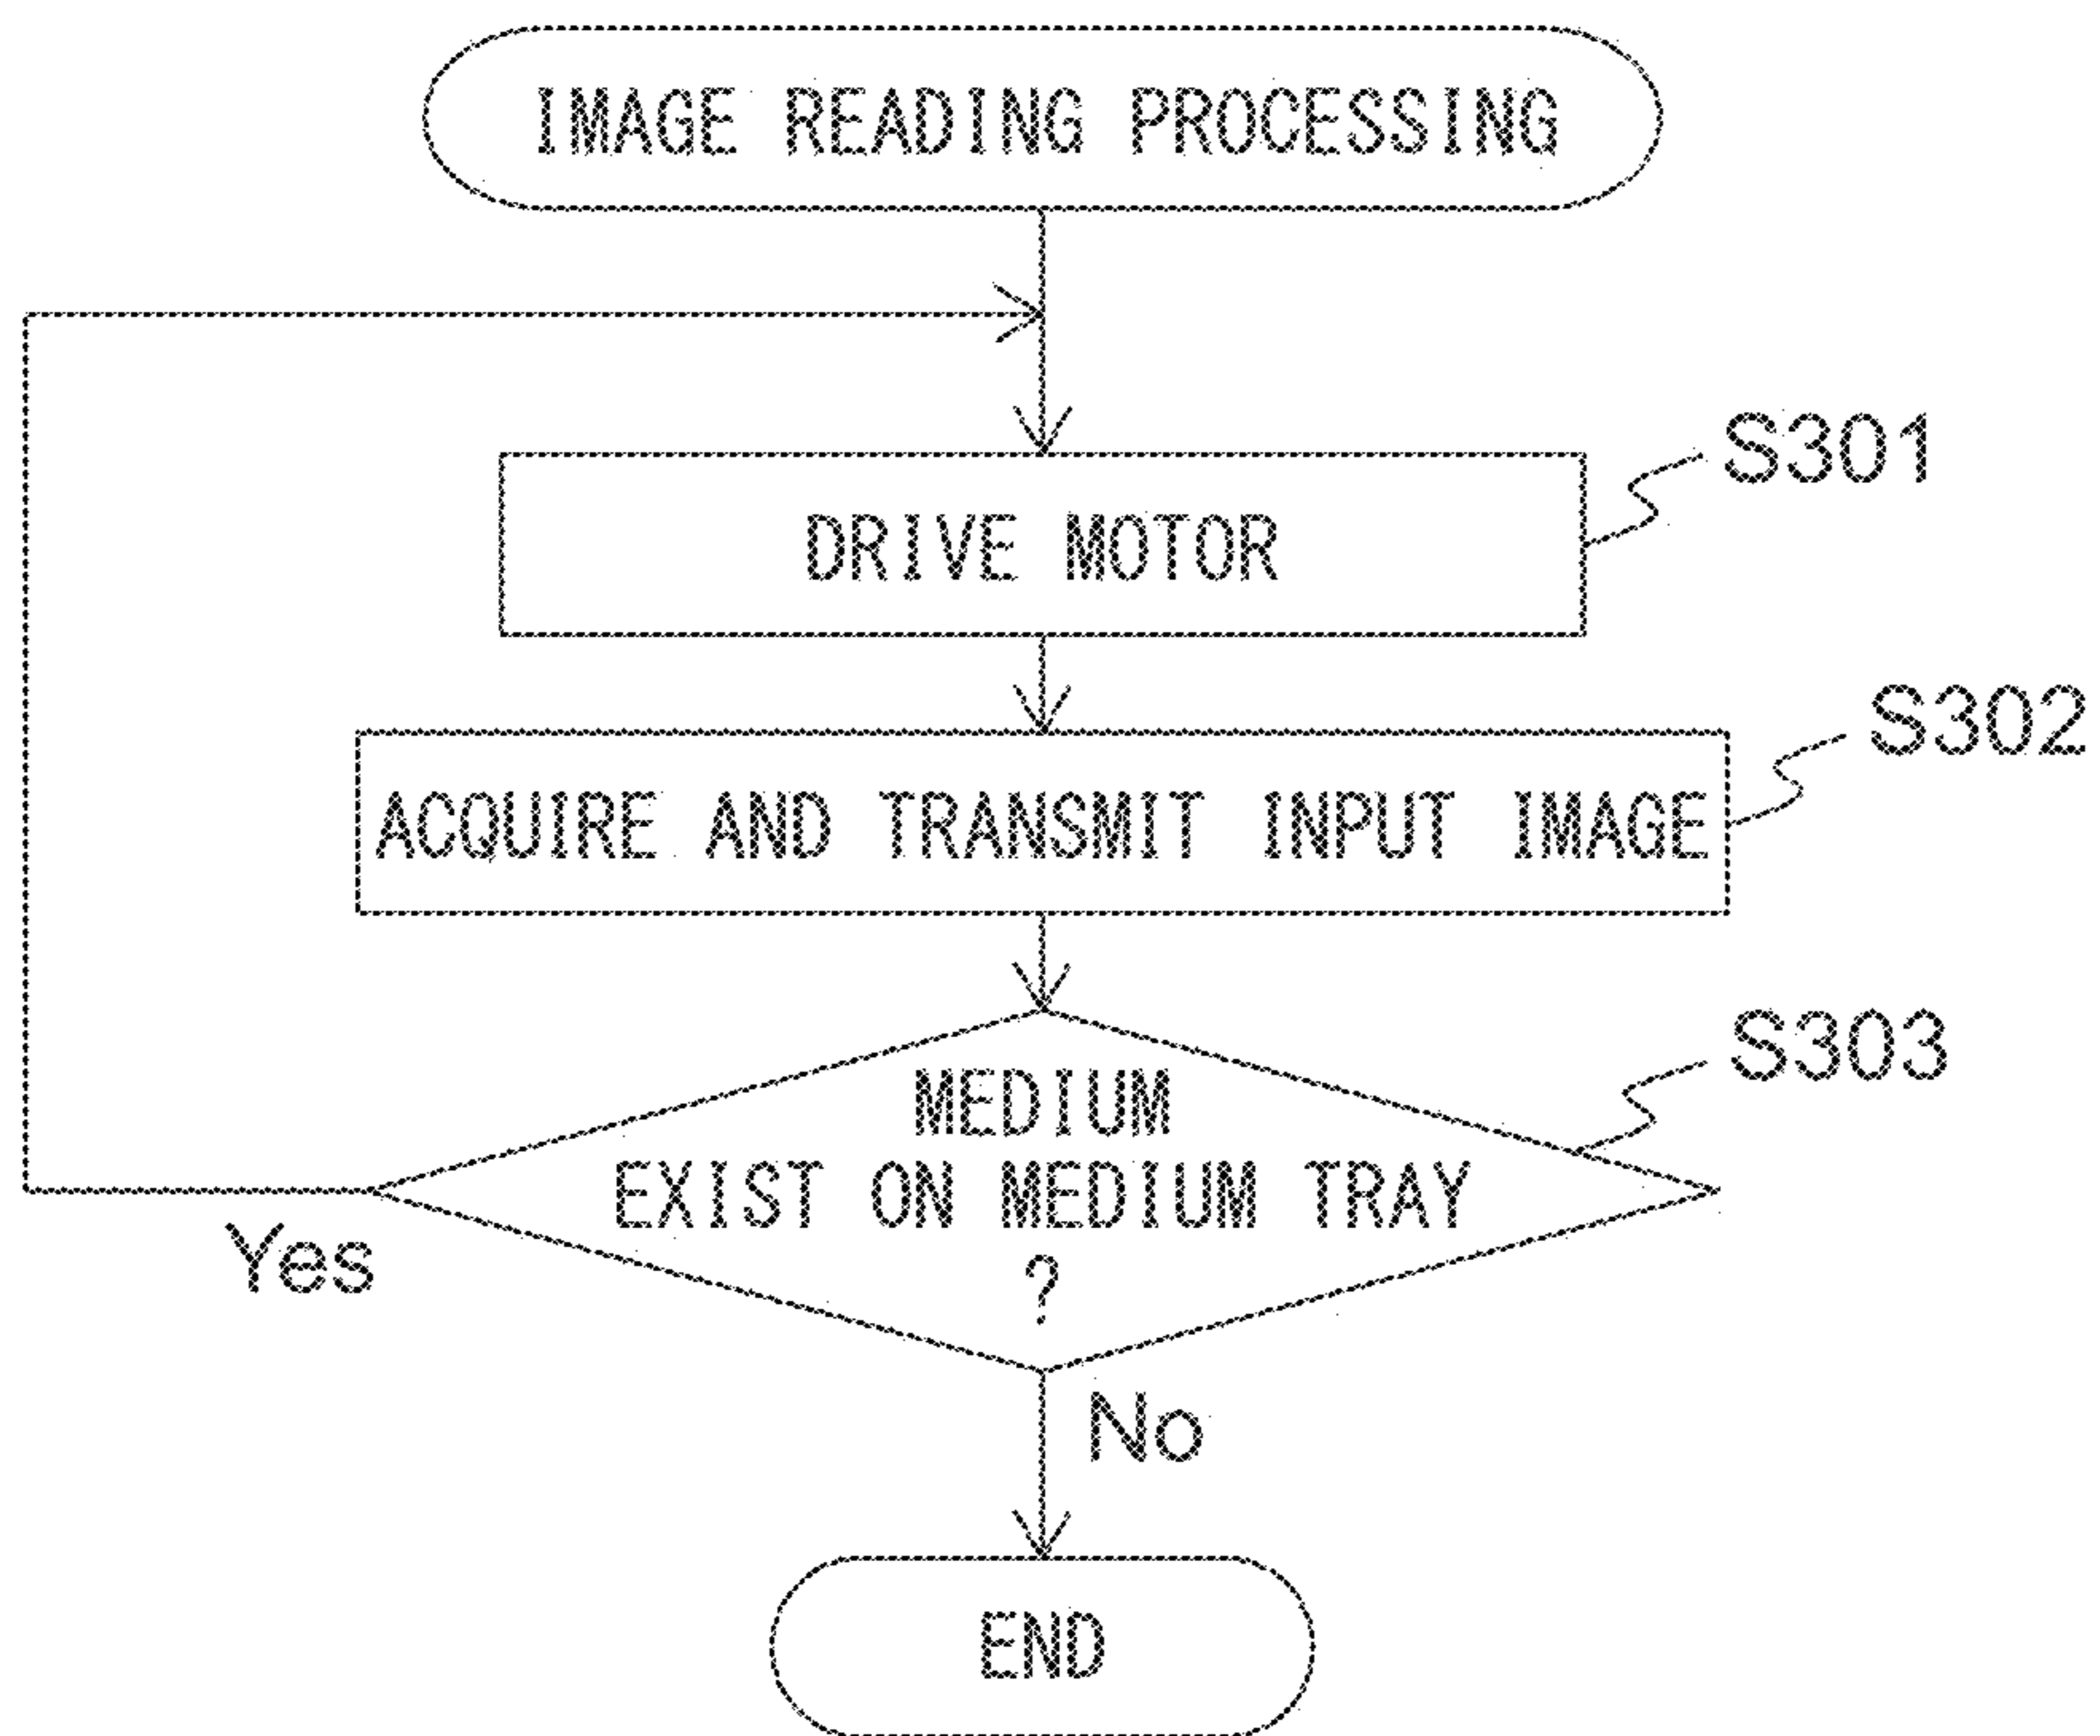 IMAGE READING PROCESSING
S301
DRIVE MOTOR
S302
ACQUIRE AND TRANSMIT INPUT IMAGE
S303
MEDIUM
EXIST ON MEDIUM TRAY
?
Yes
No
END